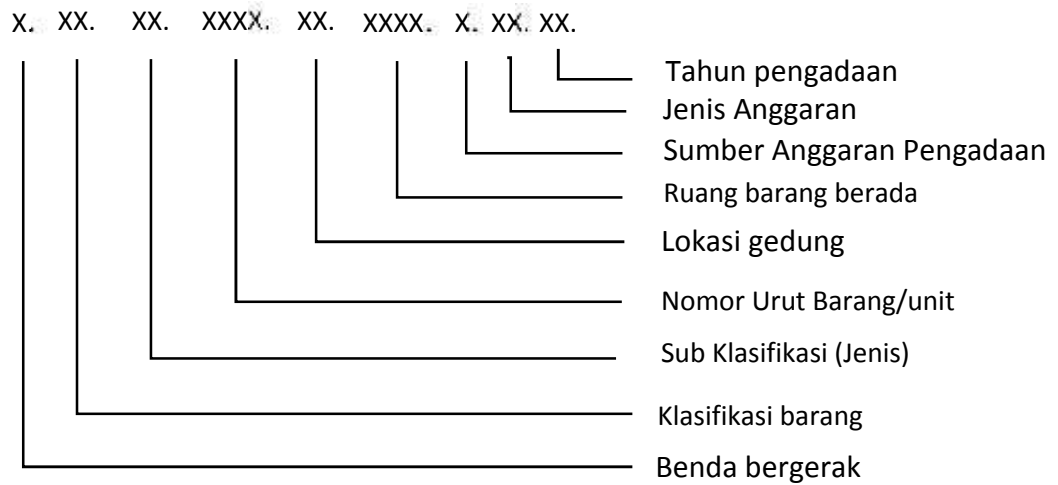 X. XX. XX. XXXX. XX. XXXX. X. XX. XX.
Tahun pengadaan
Jenis Anggaran
Sumber Anggaran Pengadaan
Ruang barang berada
Lokasi gedung
Nomor Urut Barang/unit
Sub Klasifikasi (Jenis)
Klasifikasi barang
Benda bergerak